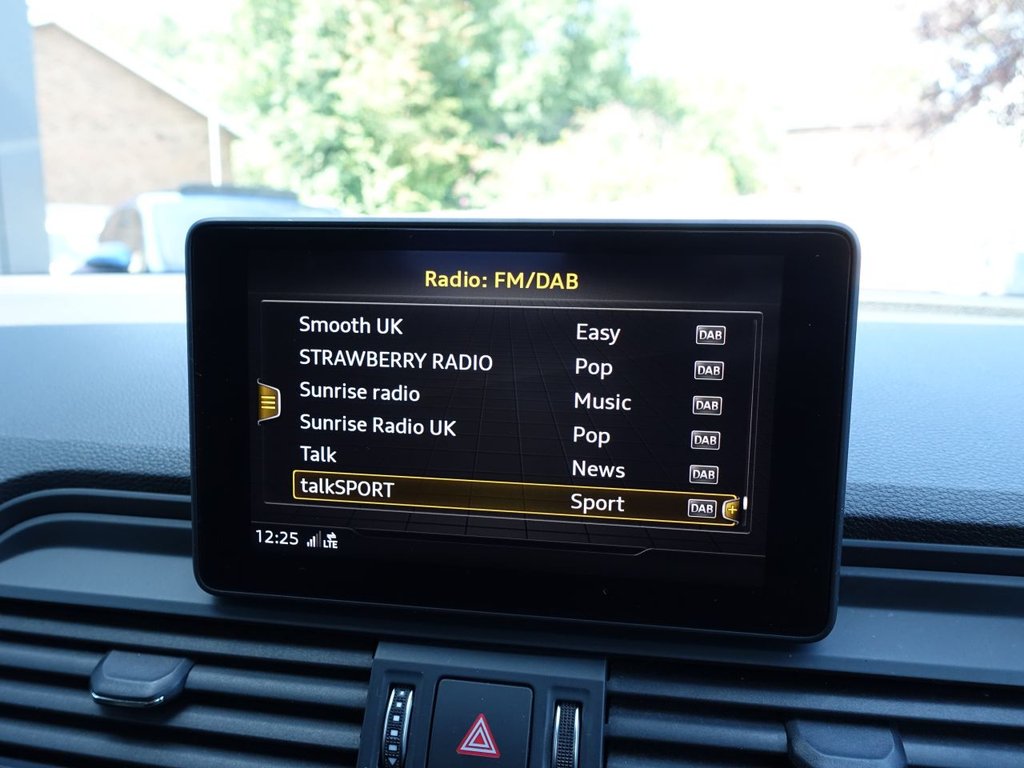 Radio: FM/DAB
Smooth UK Easy DAB
STRAWBERRY RADIO Pop DAB
Sunrise radio Music DAB
Sunrise Radio UK Pop DAB
Talk News DAB
talkSPORT Sport DAB
12:25 LTE